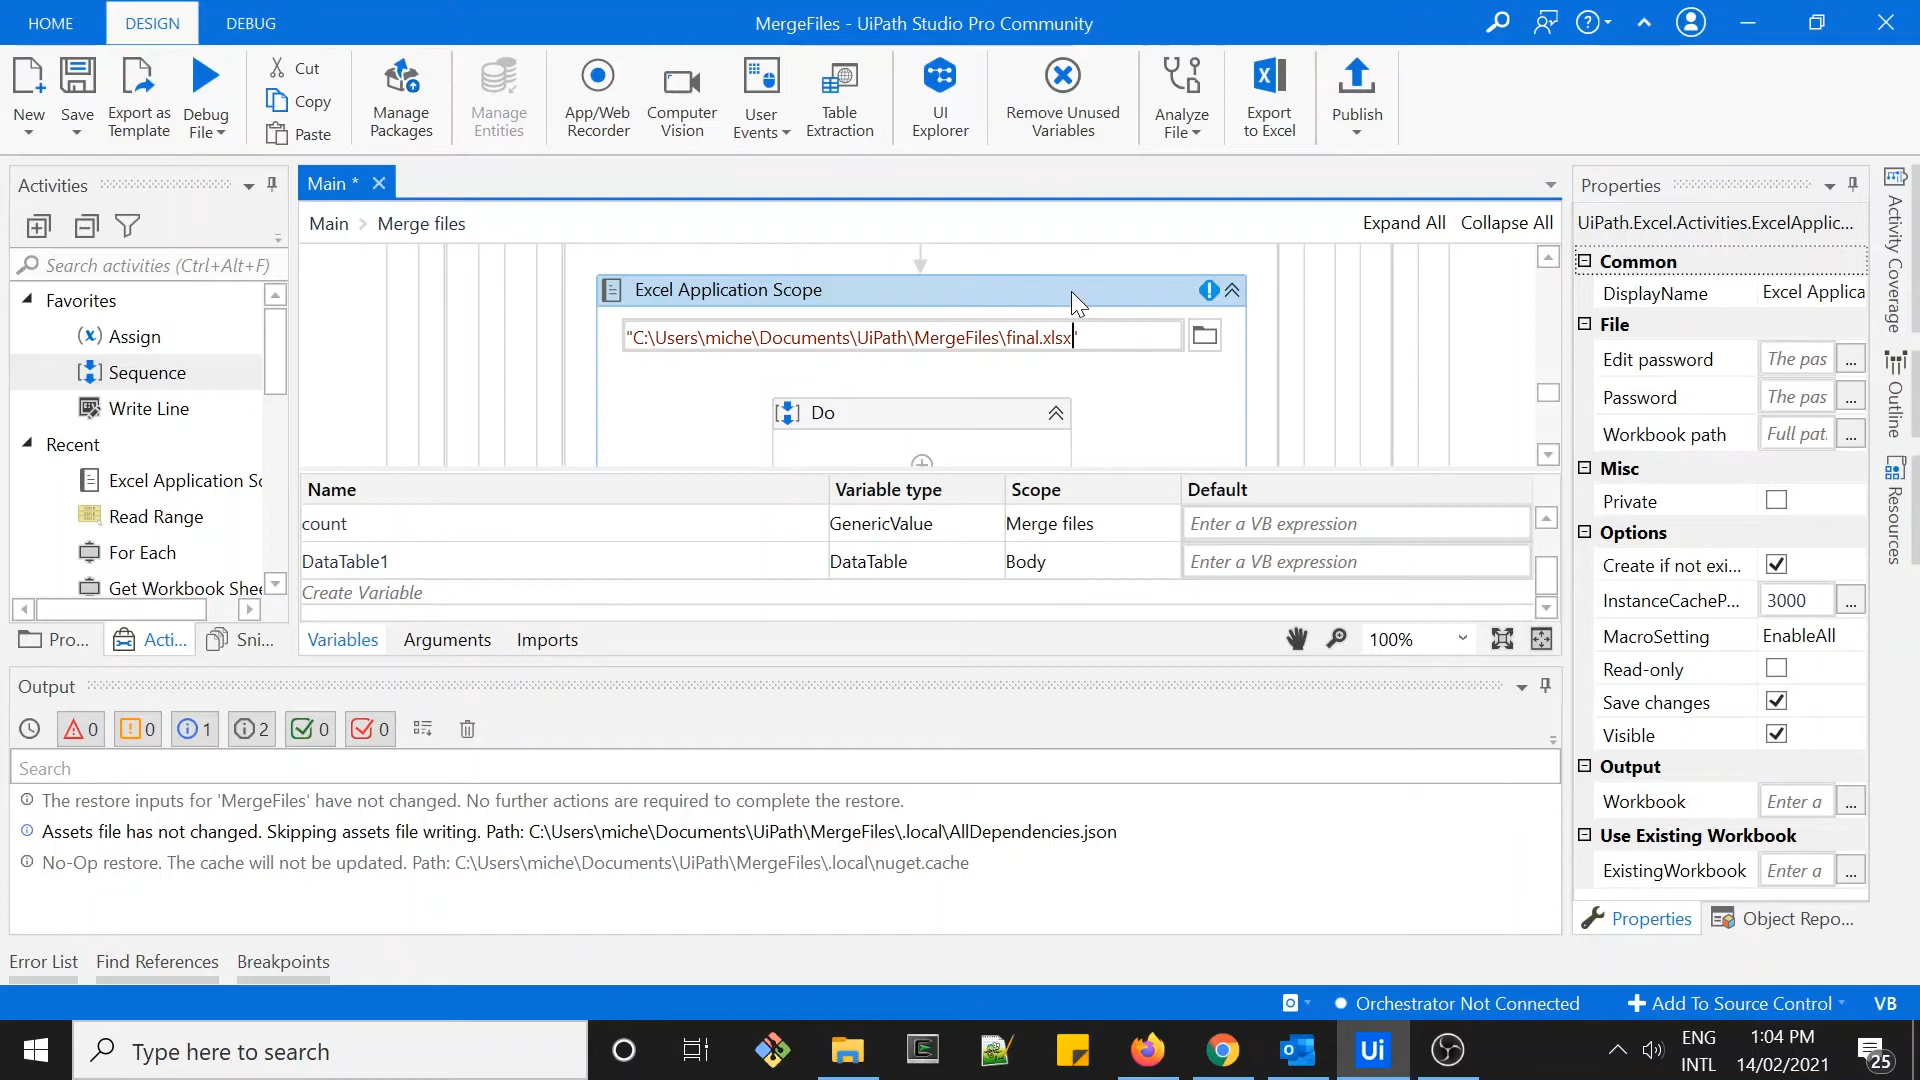 HOME
DESIGN
DEBUG
MergeFiles - UiPath Studio Pro Community
New
Save
Export as Template
Debug File
Cut
Copy
Paste
Manage Packages
Manage Entities
App/Web Recorder
Computer Vision
User Events
Table Extraction
UI Explorer
Remove Unused Variables
Analyze File
Export to Excel
Publish
Activities
Search activities (Ctrl+Alt+F)
Favorites
Assign
Sequence
Write Line
Recent
Excel Application Sc
Read Range
For Each
Get Workbook Shee
Pro...
Acti...
Sni...
Main *
Main > Merge files
Expand All
Collapse All
Excel Application Scope
"C:\Users\miche\Documents\UiPath\MergeFiles\final.xlsx"
Do
Name Variable type Scope Default
count GenericValue Merge files Enter a VB expression
DataTable1 DataTable Body Enter a VB expression
Create Variable
Variables Arguments Imports
100%
Properties
UiPath.Excel.Activities.ExcelApplic...
Common
DisplayName Excel Applica
File
Edit password The pas ...
Password The pas ...
Workbook path Full pat. ...
Misc
Private
Options
Create if not exi...
InstanceCacheP... 3000 ...
MacroSetting EnableAll
Read-only
Save changes
Visible
Output
Workbook Enter a ...
Use Existing Workbook
ExistingWorkbook Enter a ...
Properties
Object Repo...
Activity Coverage
Outline
Resources
Output
0
0
1
2
0
0
Search
The restore inputs for 'MergeFiles' have not changed. No further actions are required to complete the restore.
Assets file has not changed. Skipping assets file writing. Path: C:\Users\miche\Documents\UiPath\MergeFiles\.local\AllDependencies.json
No-Op restore. The cache will not be updated. Path: C:\Users\miche\Documents\UiPath\MergeFiles\.local\nuget.cache
Error List
Find References
Breakpoints
Orchestrator Not Connected
Add To Source Control
VB
Type here to search
Ui
ENG
INTL
1:04 PM
14/02/2021
25